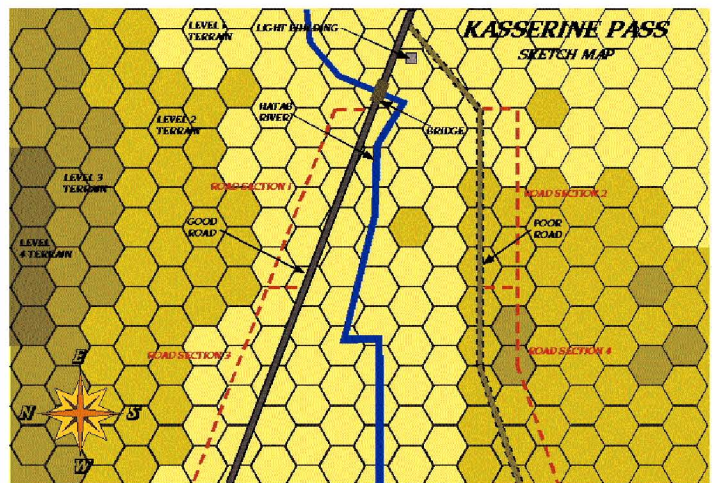 LEVEL 1
TERRAIN
LIGHT BUILDING
KASSERINE PASS
SKETCH MAP
HATAB
RIVER
BRIDGE
LEVEL 2
TERRAIN
LEVEL 3
TERRAIN
ROAD SECTION 1
ROAD SECTION 2
GOOD
ROAD
POOR
ROAD
LEVEL
4 TERRAIN
ROAD SECTION 3
ROAD SECTION 4
E
N
S
W